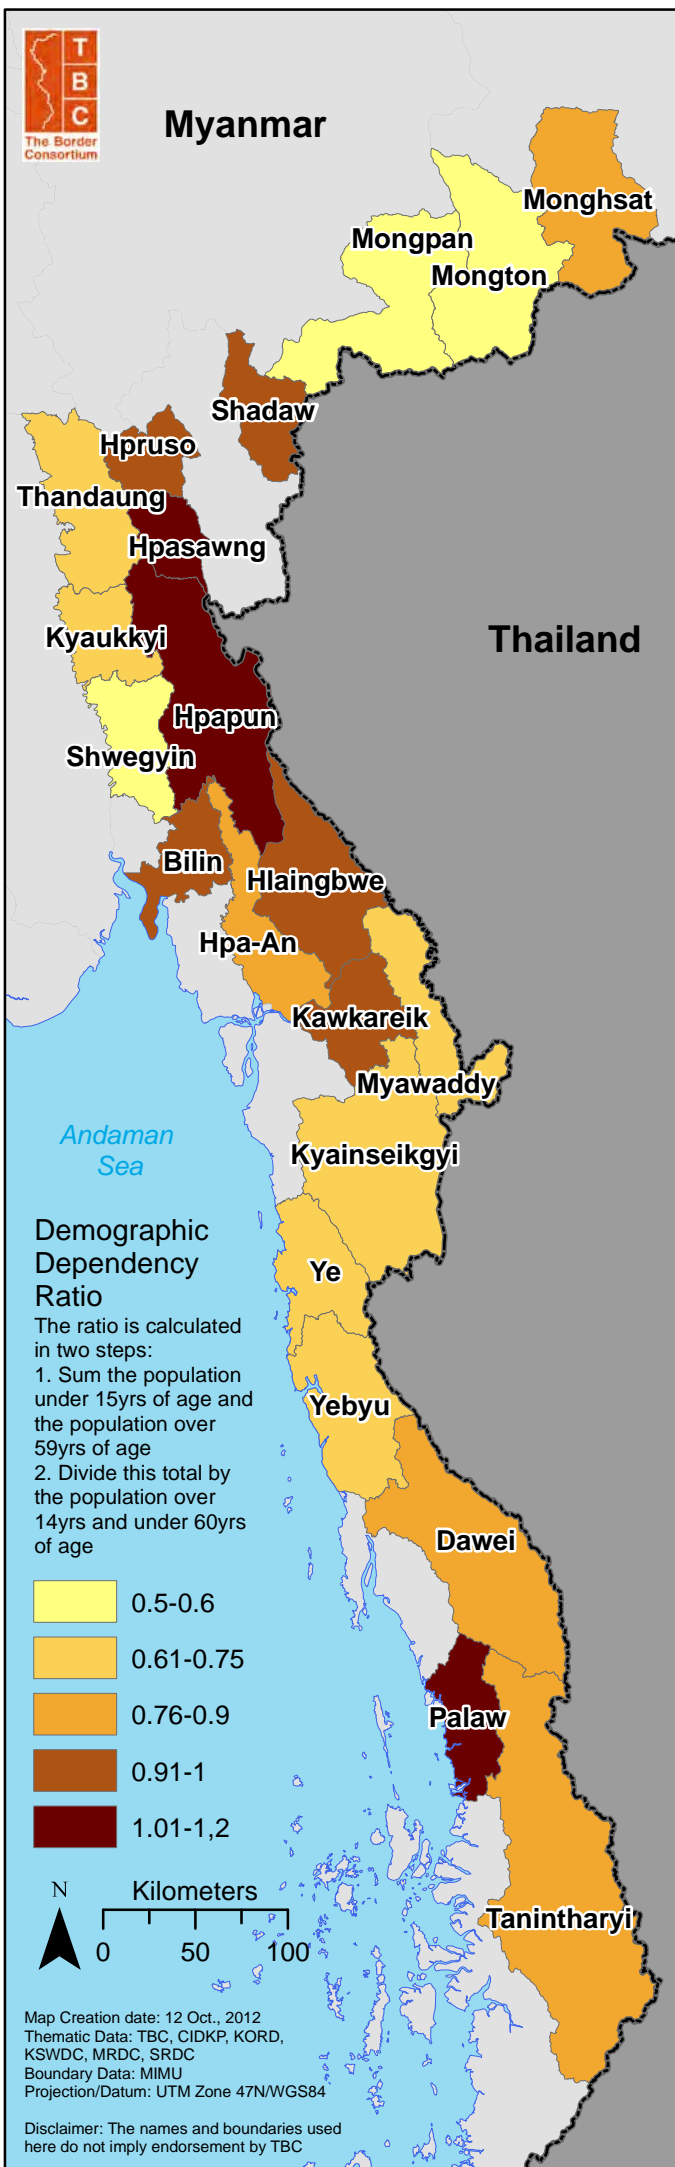 T
B
C
The Border
Consortium
Myanmar
Monghsat
Mongpan
Mongton
Shadaw
Hpruso
Thandaung
Hpasawng
Kyaukkyi
Thailand
Hpapun
Shwegyin
Bilin
Hlaingbwe
Hpa-An
Kawkareik
Myawaddy
Andaman
Sea
Kyainseikgyi
Demographic
Dependency
Ratio
Ye
The ratio is calculated
in two steps:
1. Sum the population
under 15yrs of age and
the population over
59yrs of age
2. Divide this total by
the population over
14yrs and under 60yrs
of age
Yebyu
Dawei
0.5-0.6
0.61-0.75
0.76-0.9
0.91-1
1.01-1,2
Palaw
N
Kilometers
0 50 100
Tanintharyi
Map Creation date: 12 Oct., 2012
Thematic Data: TBC, CIDKP, KORD,
KSWDC, MRDC, SRDC
Boundary Data: MIMU
Projection/Datum: UTM Zone 47N/WGS84
Disclaimer: The names and boundaries used
here do not imply endorsement by TBC